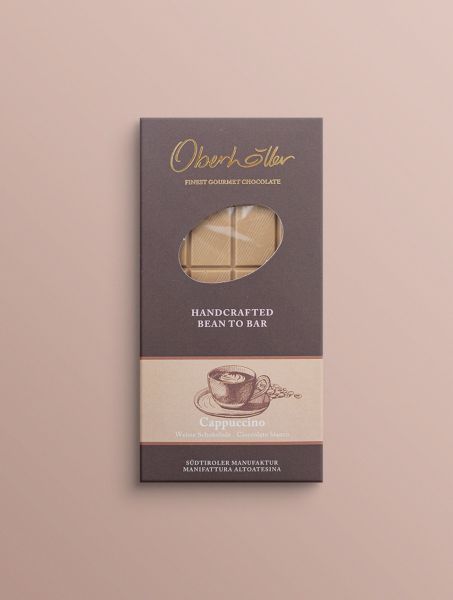 Oberhöller
FINEST GOURMET CHOCOLATE
HANDCRAFTED
BEAN TO BAR
Cappuccino
Weisse Schokolade . Cioccolato bianco
SÜDTIROLER MANUFAKTUR
MANIFATTURA ALTOATESINA